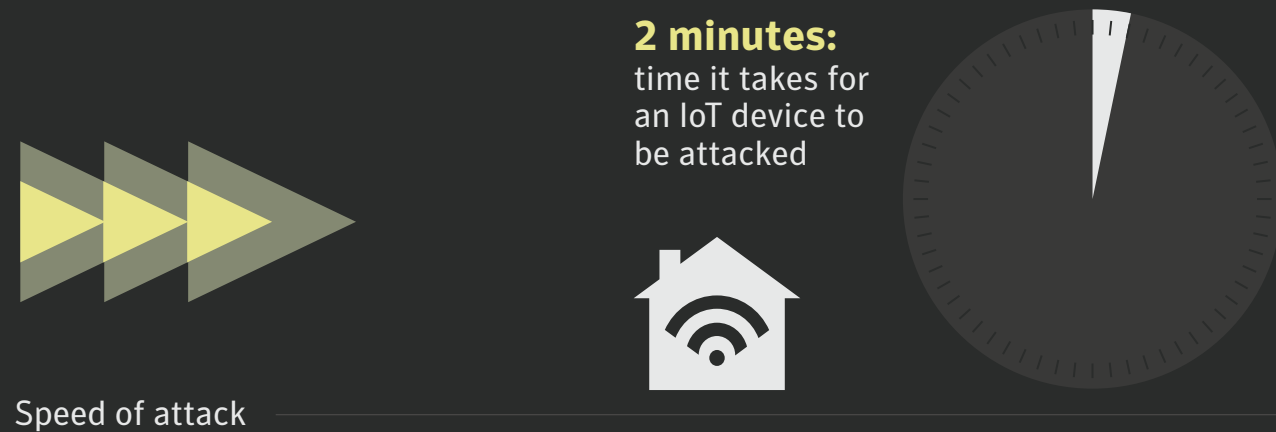 2 minutes:
time it takes for
an IoT device to
be attacked
Speed of attack